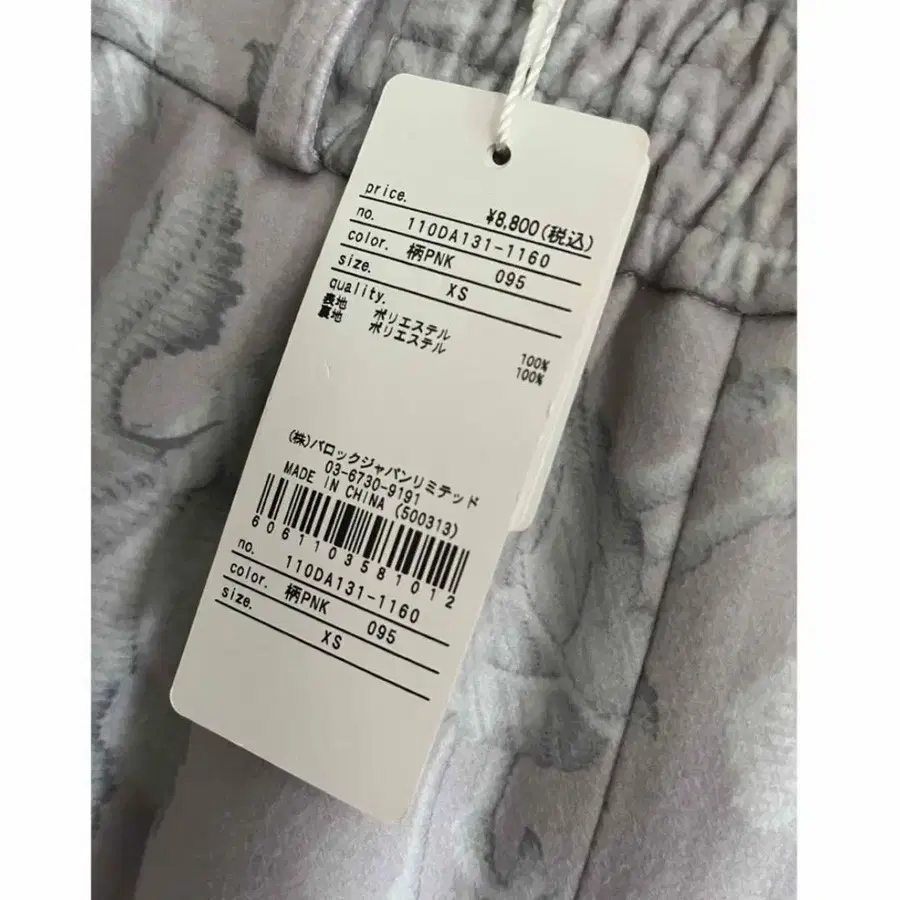 price. ¥8,800(税込)
no. 110DA131-1160
color. 柄PNK 095
size. XS
quality.
表地 ポリエステル 100%
裏地 ポリエステル 100%
(株)バロックジャパンリミテッド
03-6730-9191
MADE IN CHINA (500313)
6061103581012
no. 110DA131-1160
color. 柄PNK 095
size. XS